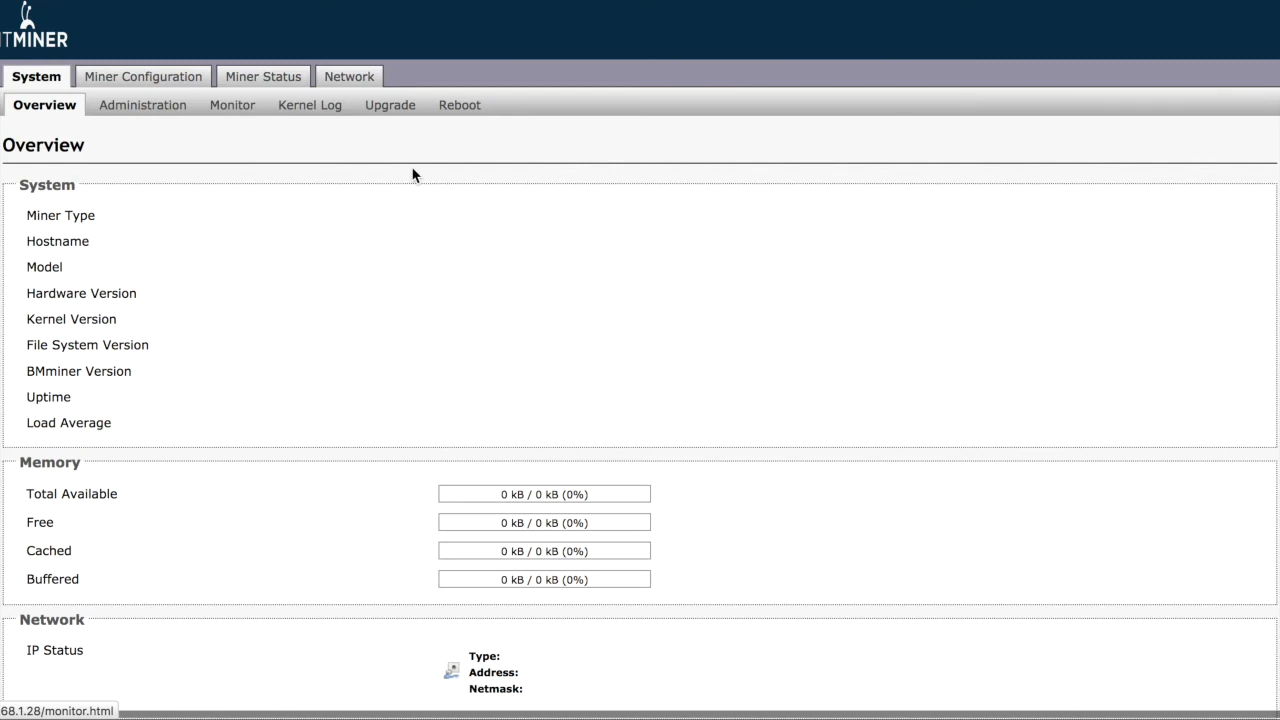 TMINER
System Miner Configuration Miner Status Network
Overview Administration Monitor Kernel Log Upgrade Reboot
Overview
System
Miner Type
Hostname
Model
Hardware Version
Kernel Version
File System Version
BMminer Version
Uptime
Load Average
Memory
Total Available 0 kB / 0 kB (0%)
Free 0 kB / 0 kB (0%)
Cached 0 kB / 0 kB (0%)
Buffered 0 kB / 0 kB (0%)
Network
IP Status
Type:
Address:
Netmask:
68.1.28/monitor.html